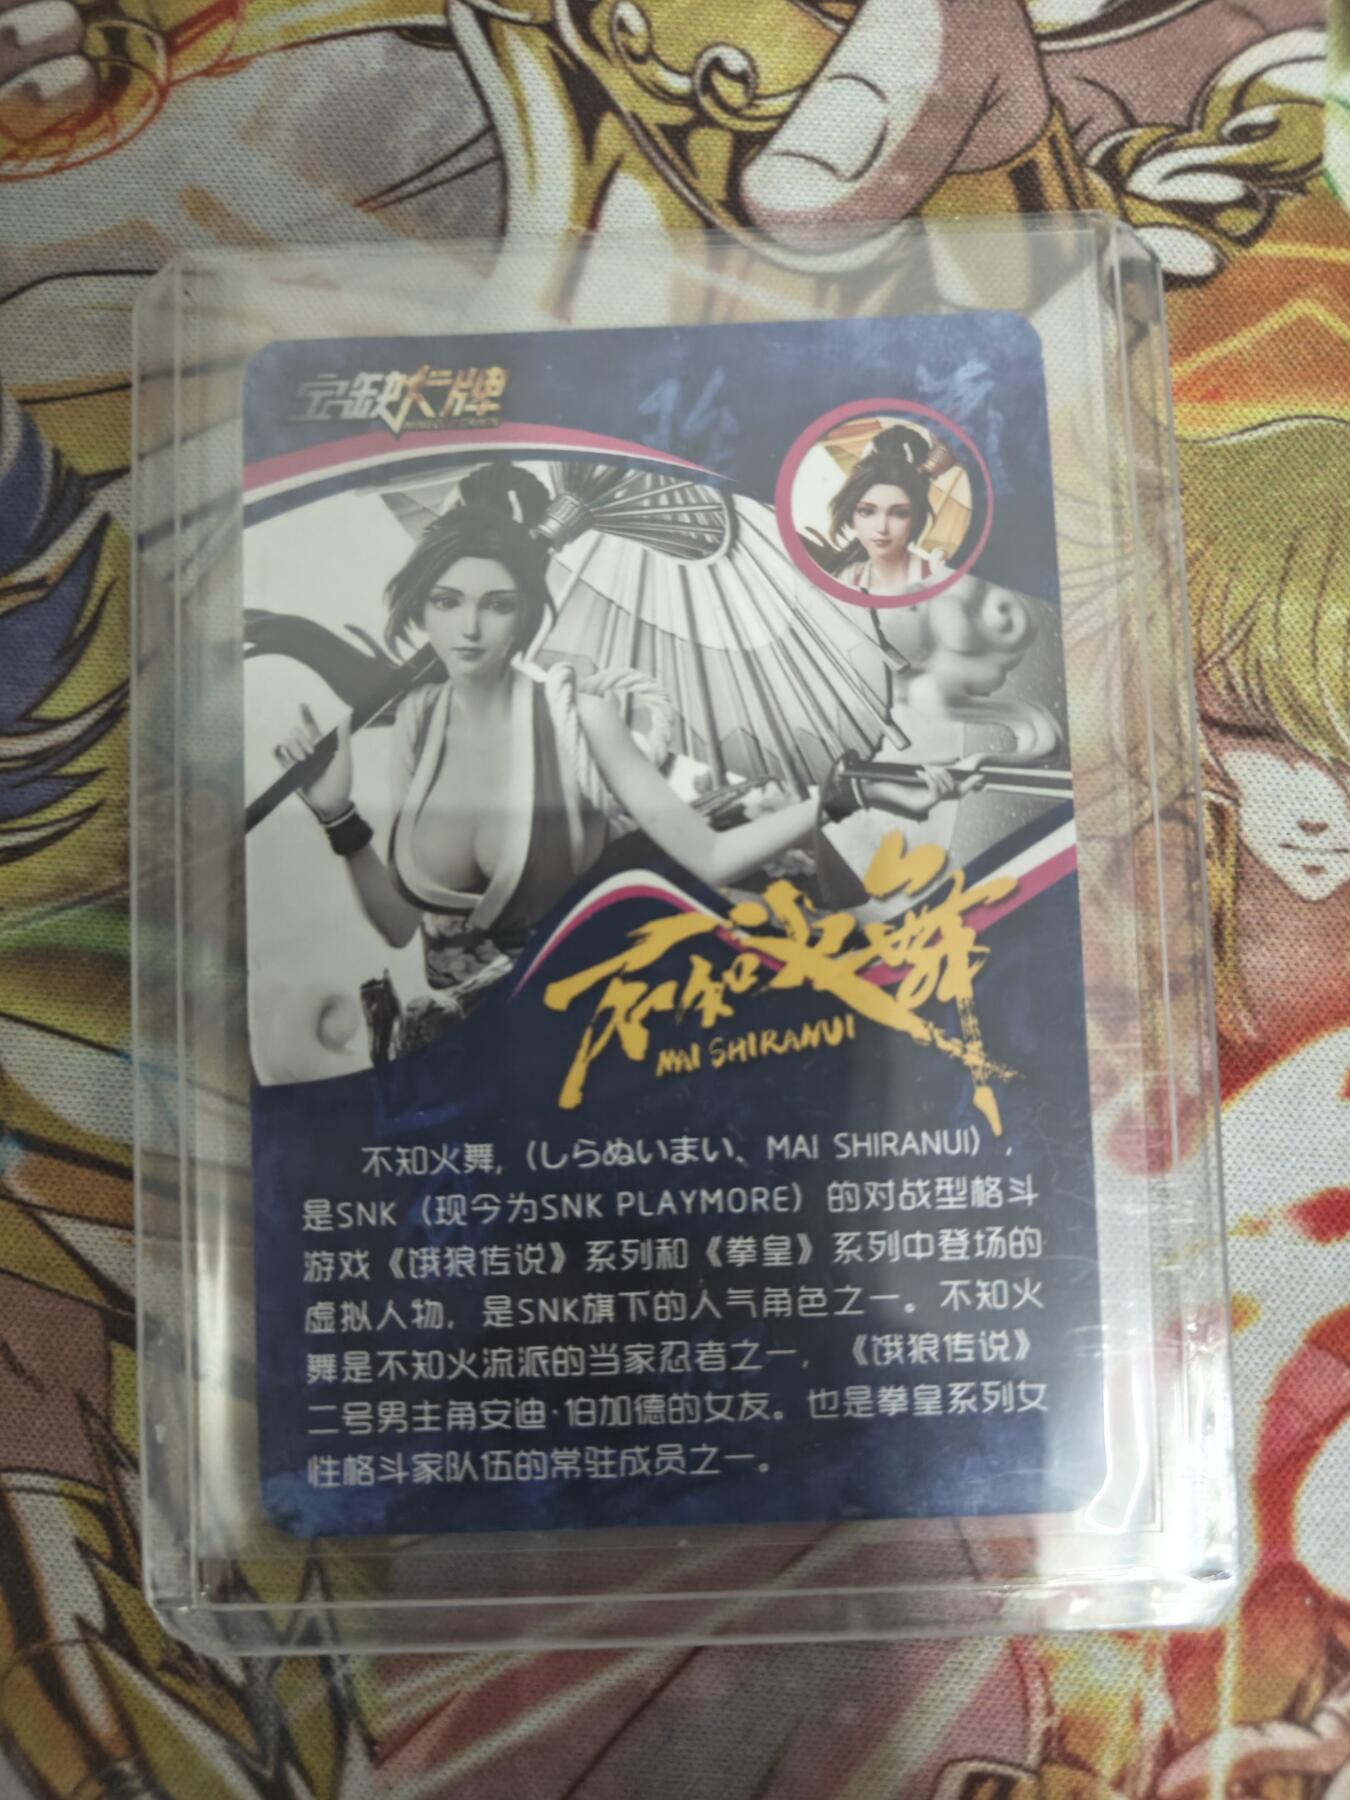 宁缺大牌
不知火舞
MAI SHIRANUI
不知火舞,（しらぬいまい、MAI SHIRANUI）,
是SNK（现今为SNK PLAYMORE）的对战型格斗
游戏《饿狼传说》系列和《拳皇》系列中登场的
虚拟人物, 是SNK旗下的人气角色之一。不知火
舞是不知火流派的当家忍者之一, 《饿狼传说》
二号男主角安迪·伯加德的女友。也是拳皇系列女
性格斗家队伍的常驻成员之一。